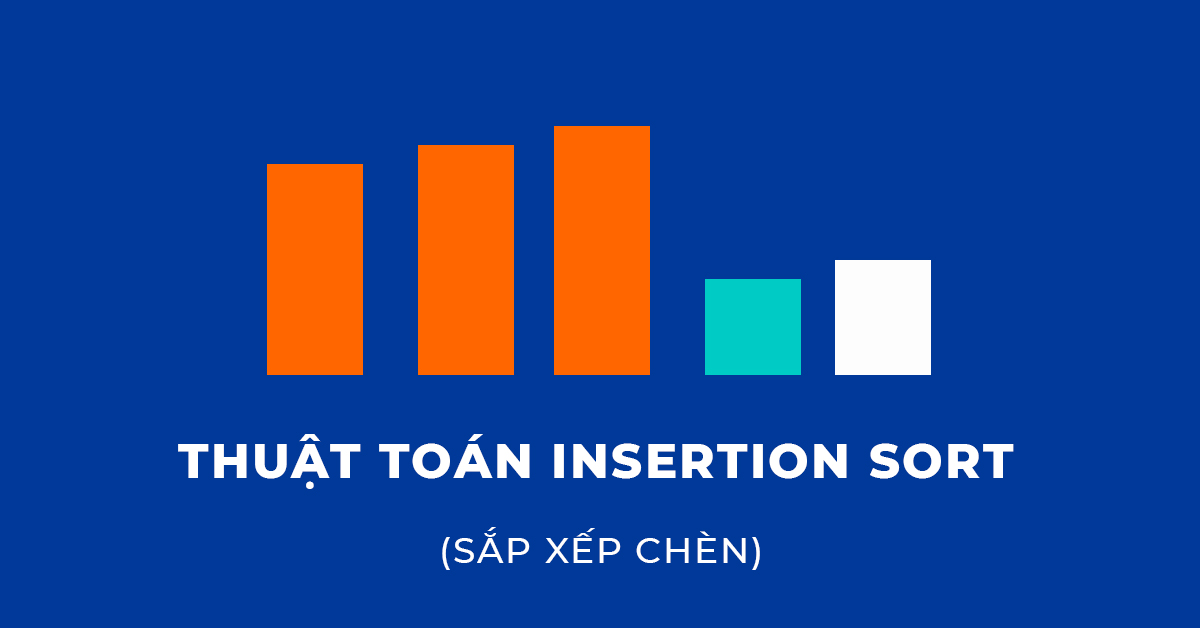 THUẬT TOÁN INSERTION SORT
(SẮP XẾP CHÈN)